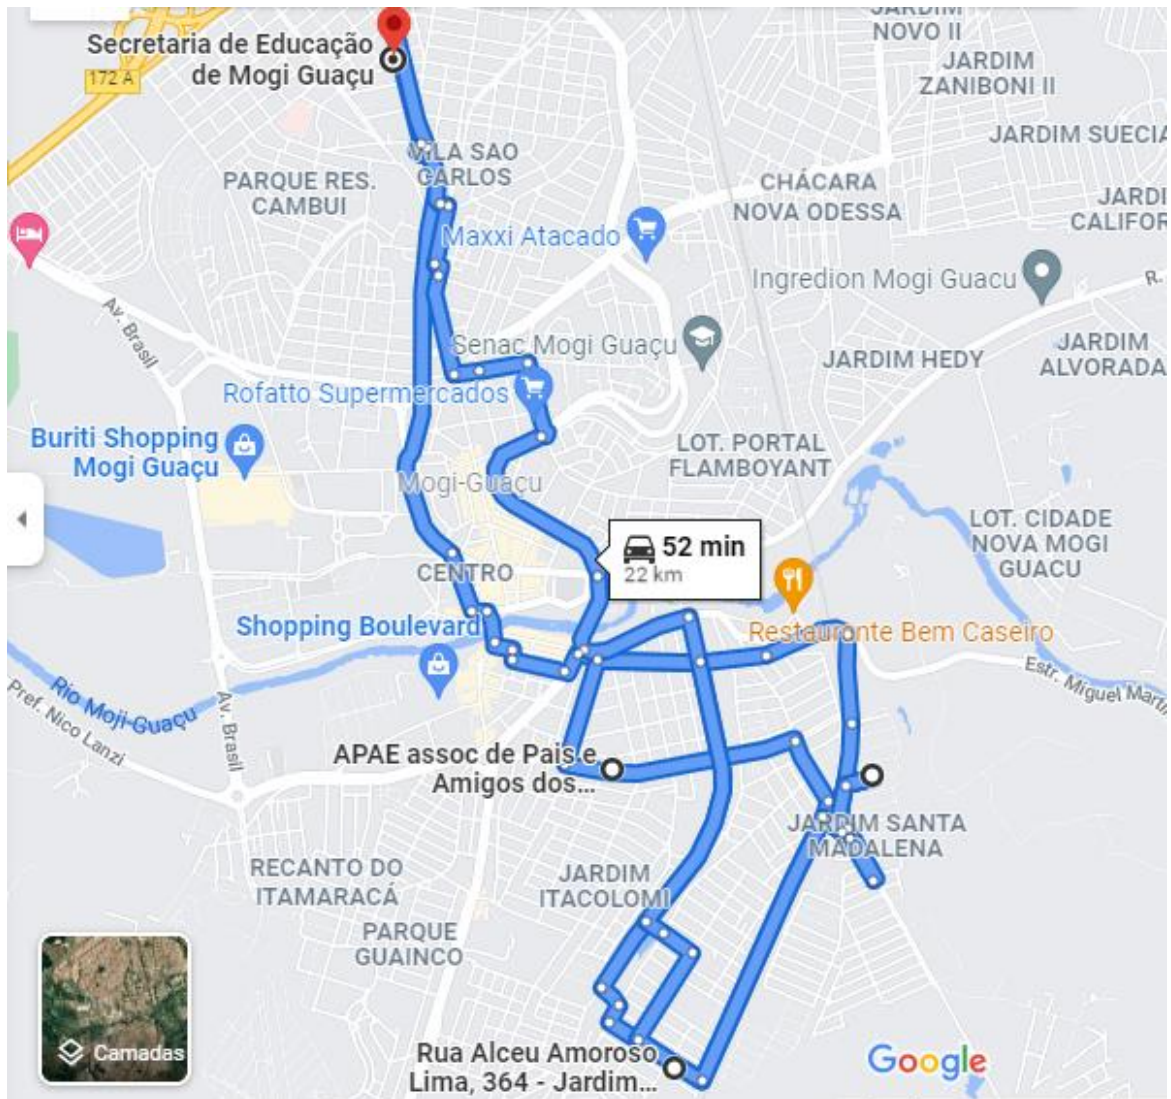 JARDIM
NOVO II
Secretaria de Educação
de Mogi Guaçu
172 A
JARDIM
ZANIBONI II
JARDIM SUECIA
VILA SAO
CARLOS
PARQUE RES.
CAMBUI
CHÁCARA
NOVA ODESSA
JARDI
CALIFOR
Maxxi Atacado
Ingredion Mogi Guacu
R.
Av. Brasil
Senac Mogi Guaçu
JARDIM HEDY
JARDIM
ALVORADA
Rofatto Supermercados
Buriti Shopping
Mogi Guaçu
LOT. PORTAL
FLAMBOYANT
Mogi-Guaçu
LOT. CIDADE
NOVA MOGI
GUACU
52 min
22 km
CENTRO
Shopping Boulevard
Restaurante Bem Caseiro
Estr. Miguel Martin
Rio Moji-Guaçu
Pref. Nico Lanzi
Av. Brasil
APAE assoc de Pais e
Amigos dos...
JARDIM SANTA
MADALENA
RECANTO DO
ITAMARACÁ
JARDIM
ITACOLOMI
PARQUE
GUAINCO
Camadas
Rua Alceu Amoroso
Lima, 364 - Jardim...
Google